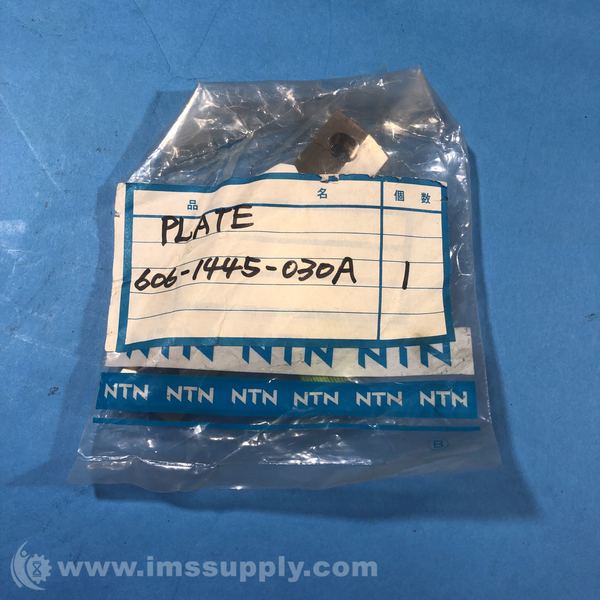 品 名 個 数
PLATE
606-1445-030A 1
NTN NTN NTN NTN
NTN NTN NTN NTN NTN NTN NTN NTN
B
www.imssupply.com